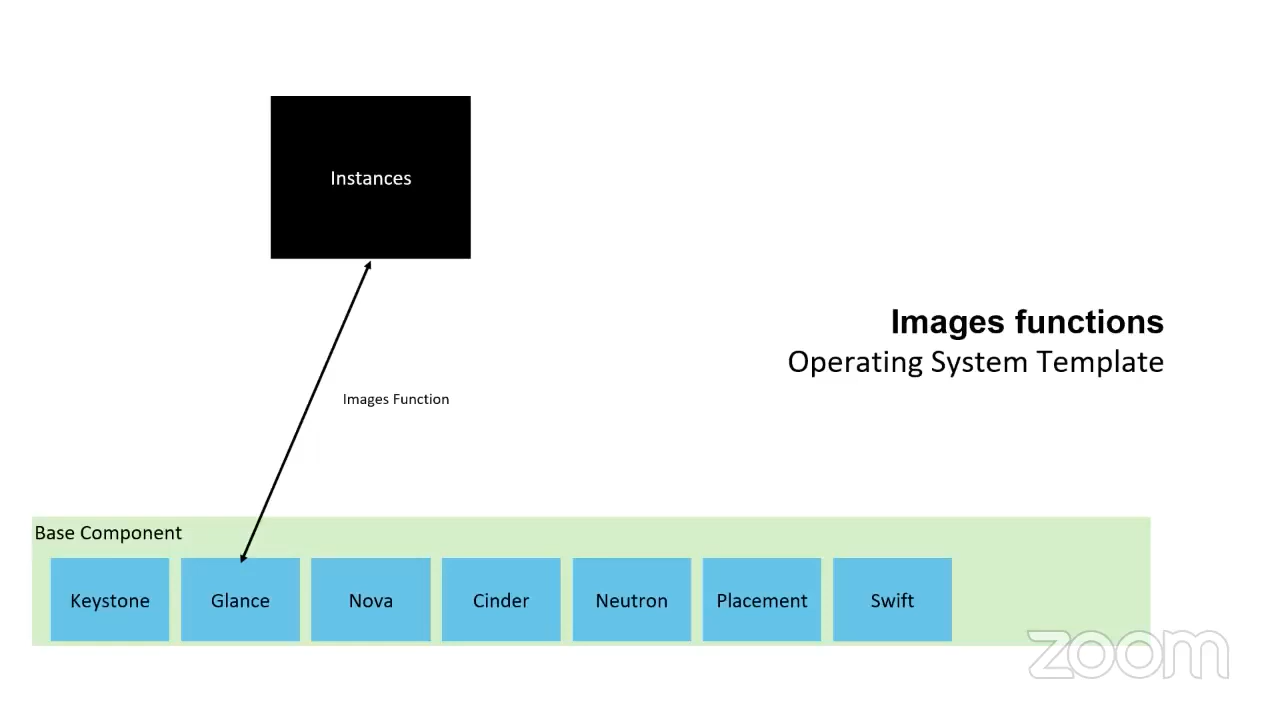 Instances
Images functions
Operating System Template
Images Function
Base Component
Keystone
Glance
Nova
Cinder
Neutron
Placement
Swift
zoom